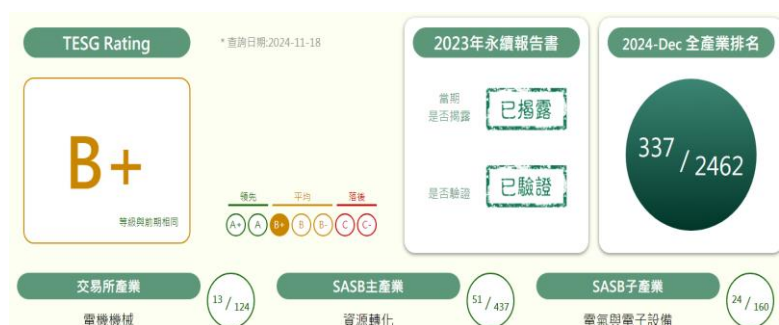 TESG Rating
* 查詢日期:2024-11-18
B+
等級與前期相同
領先 平均 落後
A+ A B+ B B- C C-
2023年永續報告書
當期
是否揭露
已揭露
是否驗證
已驗證
2024-Dec 全產業排名
337 / 2462
交易所產業
13 / 124
電機機械
SASB主產業
51 / 437
資源轉化
SASB子產業
24 / 160
電氣與電子設備